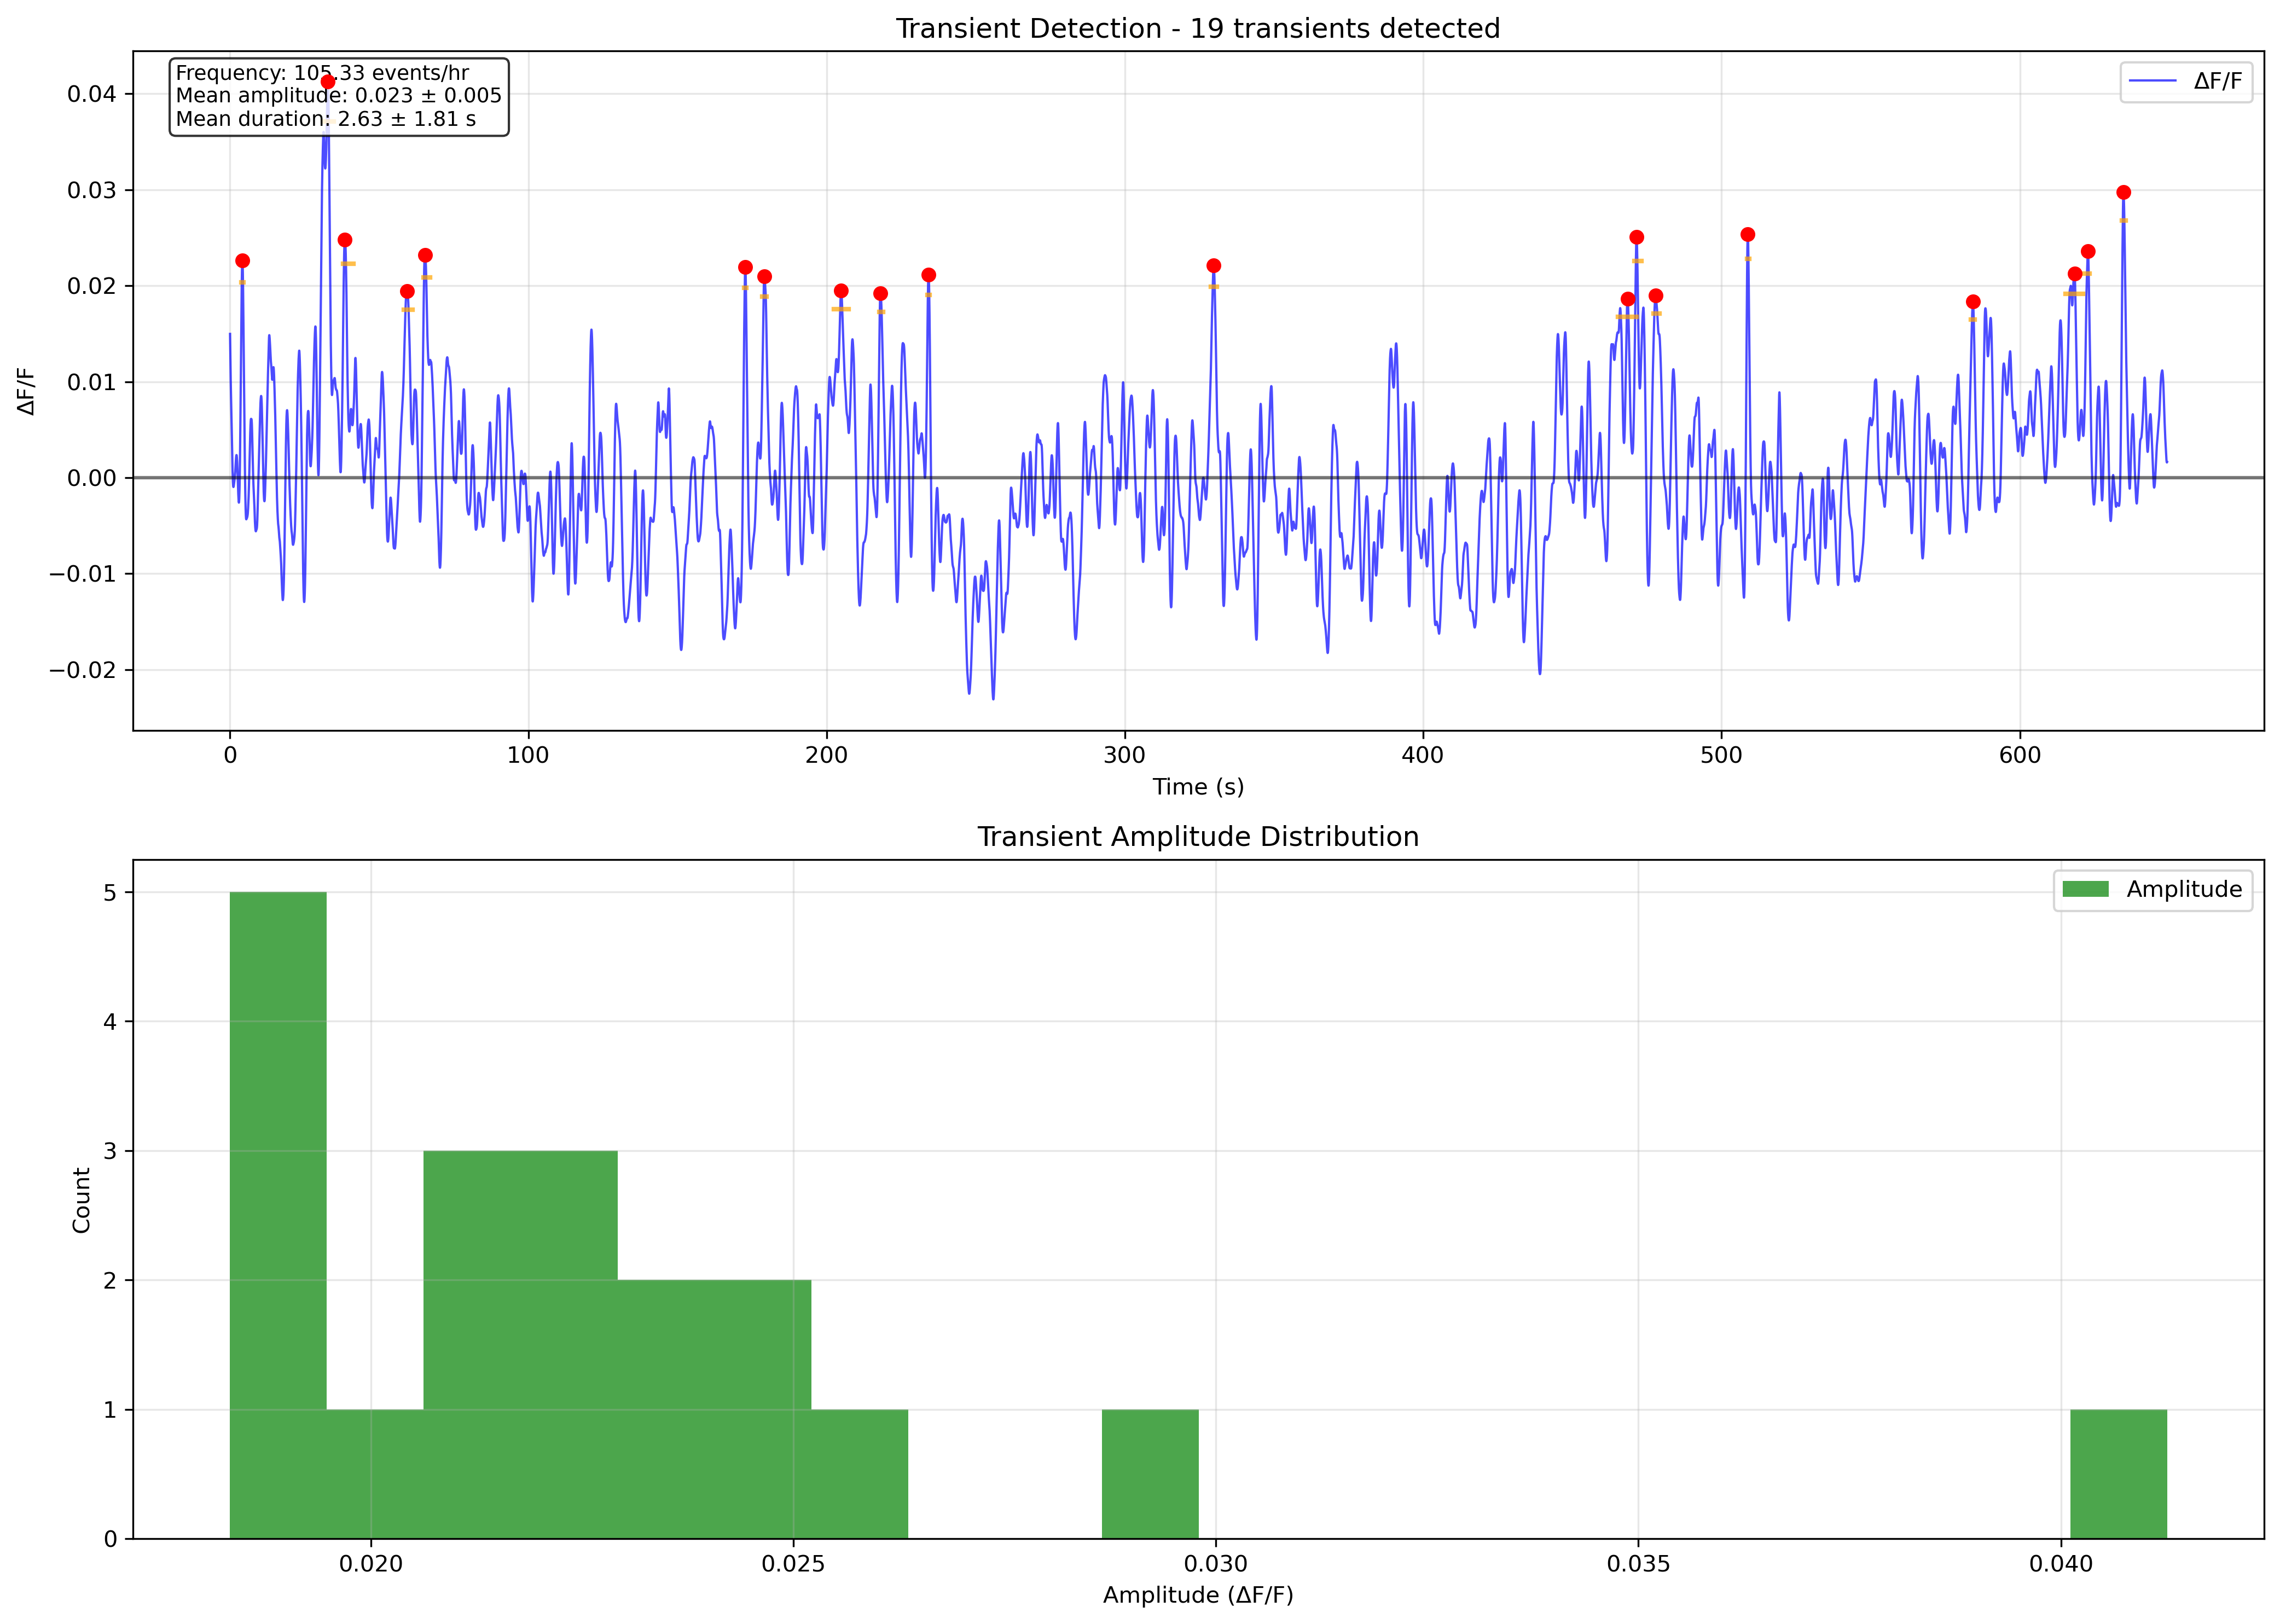 Transient Detection - 19 transients detected
Frequency: 105.33 events/hr
Mean amplitude: 0.023 ± 0.005
Mean duration: 2.63 ± 1.81 s
ΔF/F
0.04
0.03
0.02
0.01
0.00
−0.01
−0.02
ΔF/F
0 100 200 300 400 500 600
Time (s)
Transient Amplitude Distribution
Amplitude
5
4
3
2
1
0
Count
0.020 0.025 0.030 0.035 0.040
Amplitude (ΔF/F)